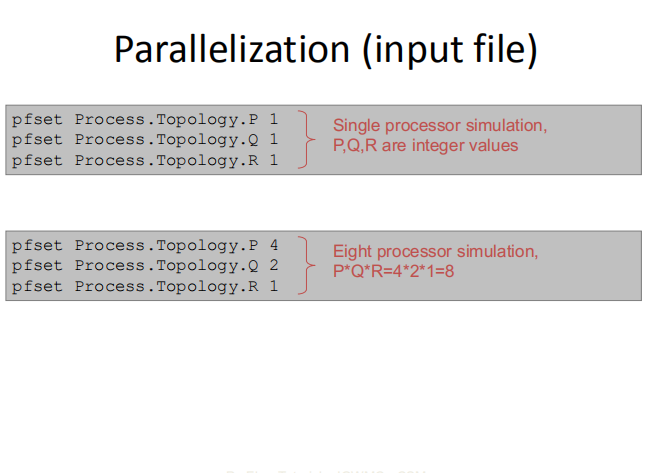 Parallelization (input file)
pfset Process.Topology.P 1
pfset Process.Topology.Q 1
pfset Process.Topology.R 1
Single processor simulation,
P,Q,R are integer values
pfset Process.Topology.P 4
pfset Process.Topology.Q 2
pfset Process.Topology.R 1
Eight processor simulation,
P*Q*R=4*2*1=8